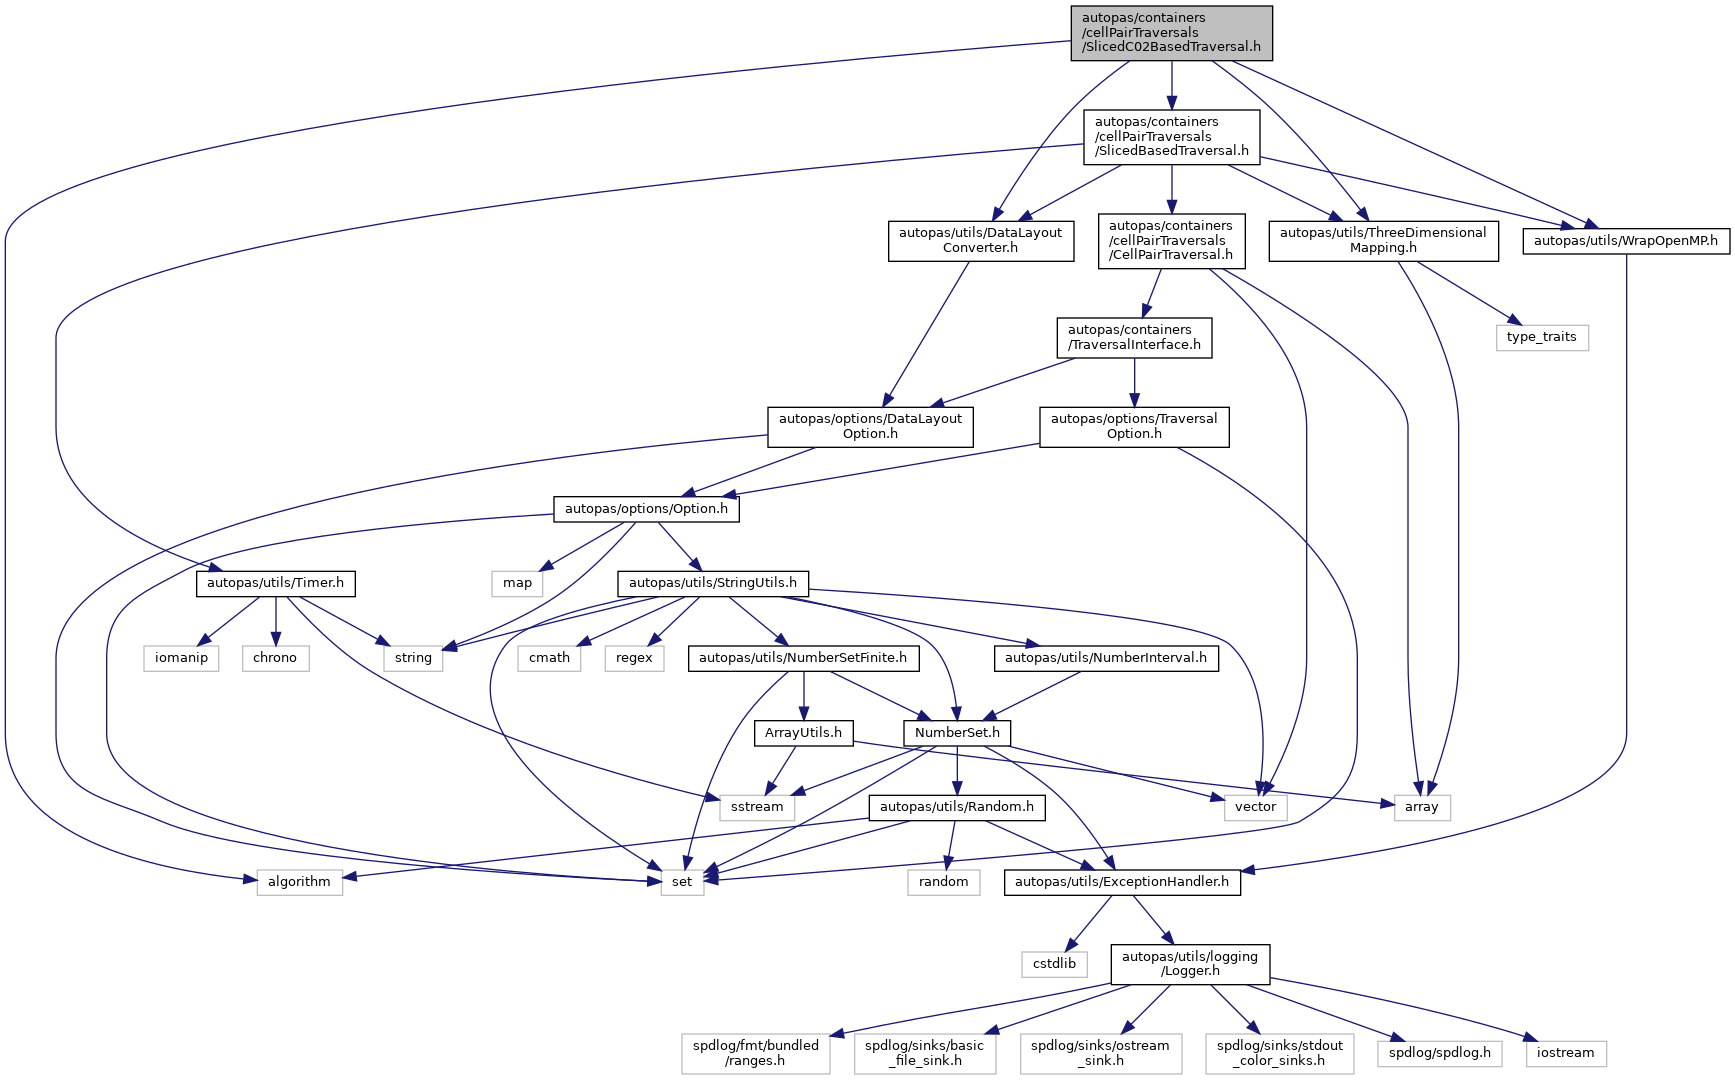 autopas/containers
/cellPairTraversals
/SlicedC02BasedTraversal.h
autopas/containers
/cellPairTraversals
/SlicedBasedTraversal.h
autopas/utils/DataLayout
Converter.h
autopas/containers
/cellPairTraversals
/CellPairTraversal.h
autopas/utils/ThreeDimensional
Mapping.h
autopas/utils/WrapOpenMP.h
autopas/containers
/TraversalInterface.h
type_traits
autopas/options/DataLayout
Option.h
autopas/options/Traversal
Option.h
autopas/options/Option.h
autopas/utils/Timer.h
map
autopas/utils/StringUtils.h
iomanip
chrono
string
cmath
regex
autopas/utils/NumberSetFinite.h
autopas/utils/NumberInterval.h
ArrayUtils.h
NumberSet.h
sstream
autopas/utils/Random.h
vector
array
algorithm
set
random
autopas/utils/ExceptionHandler.h
cstdlib
autopas/utils/logging
/Logger.h
spdlog/fmt/bundled
/ranges.h
spdlog/sinks/basic
_file_sink.h
spdlog/sinks/ostream
_sink.h
spdlog/sinks/stdout
_color_sinks.h
spdlog/spdlog.h
iostream